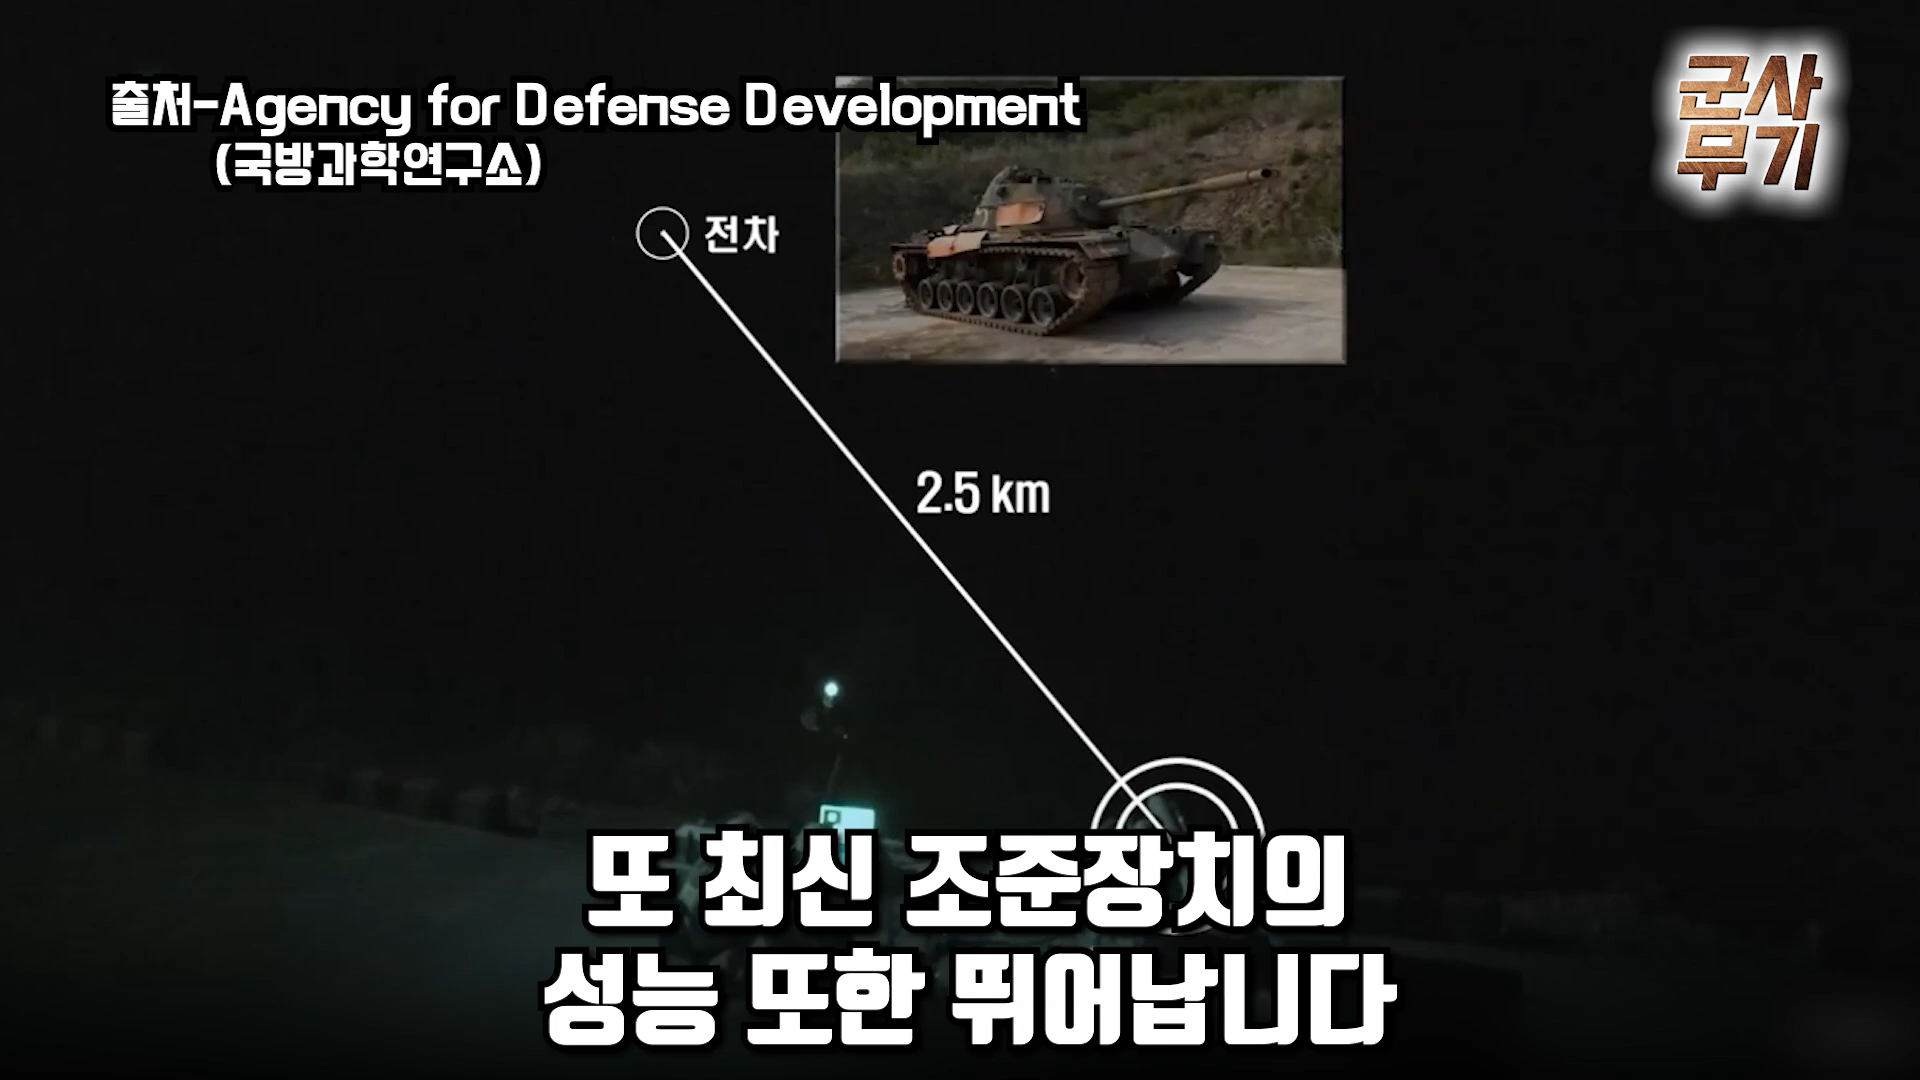 출처-Agency for Defense Development
(국방과학연구소)
군사
무기
전차
2.5 km
또 최신 조준장치의
성능 또한 뛰어납니다